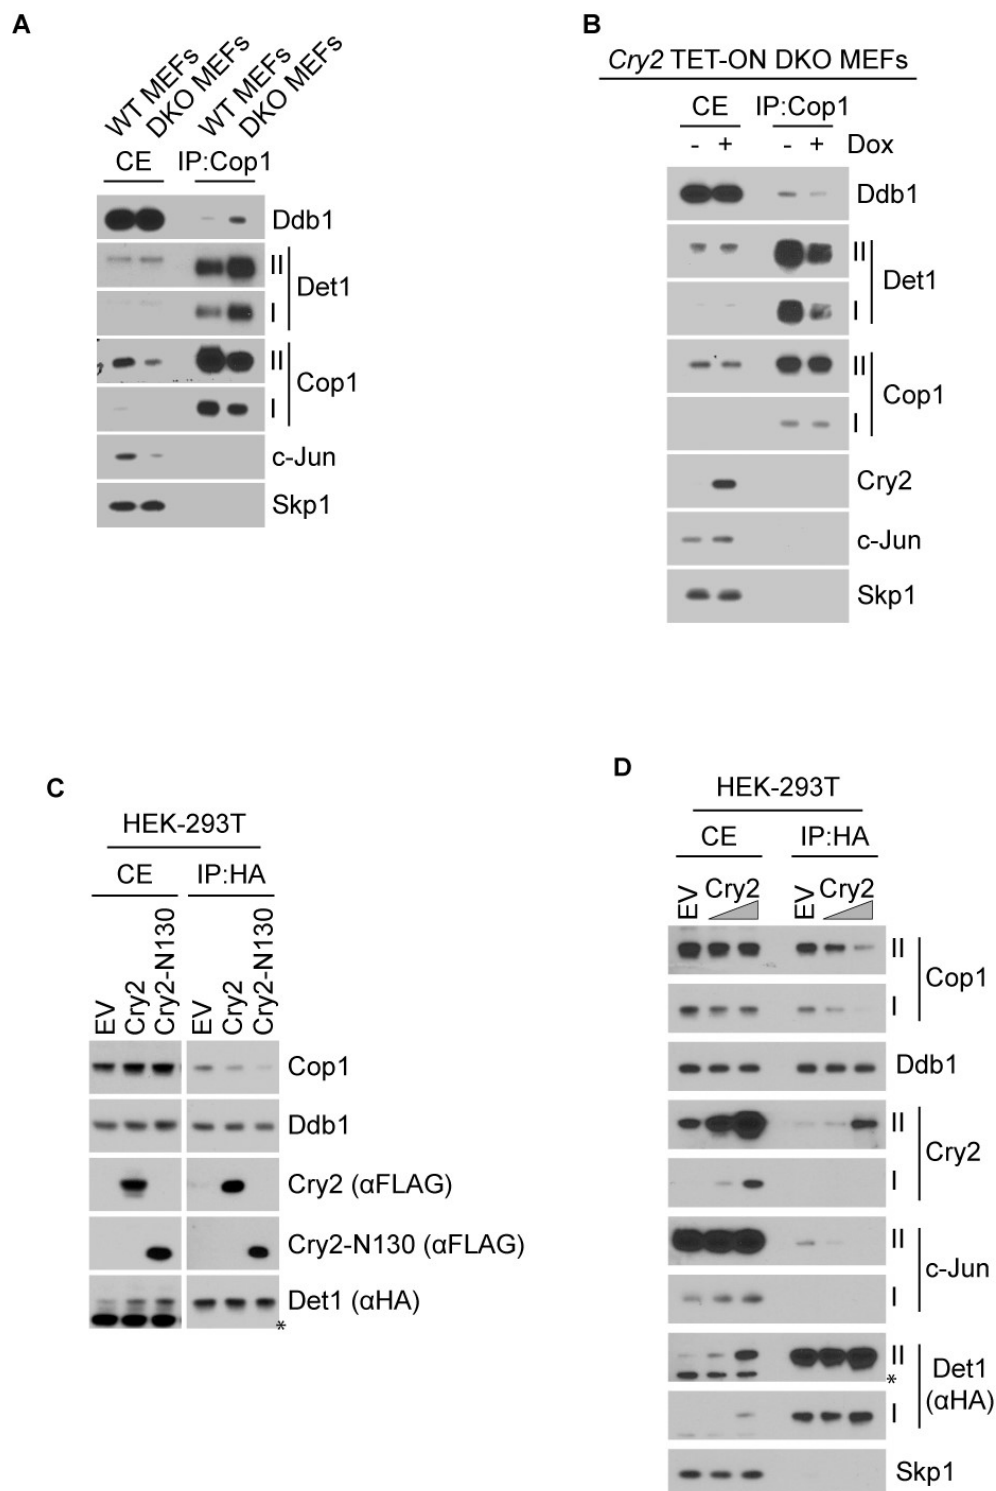 A
WT MEFs
DKO MEFs
WT MEFs
DKO MEFs
CE IP:Cop1
Ddb1
II
Det1
I
II
Cop1
I
c-Jun
Skp1
B
Cry2 TET-ON DKO MEFs
CE IP:Cop1
- + - + Dox
Ddb1
II
Det1
I
II
Cop1
I
Cry2
c-Jun
Skp1
C
HEK-293T
CE IP:HA
EV
Cry2
Cry2-N130
EV
Cry2
Cry2-N130
Cop1
Ddb1
Cry2 (αFLAG)
Cry2-N130 (αFLAG)
Det1 (αHA)
*
D
HEK-293T
CE IP:HA
EV Cry2 EV Cry2
II
Cop1
I
Ddb1
II
Cry2
I
II
c-Jun
I
II
*
Det1
(αHA)
I
Skp1